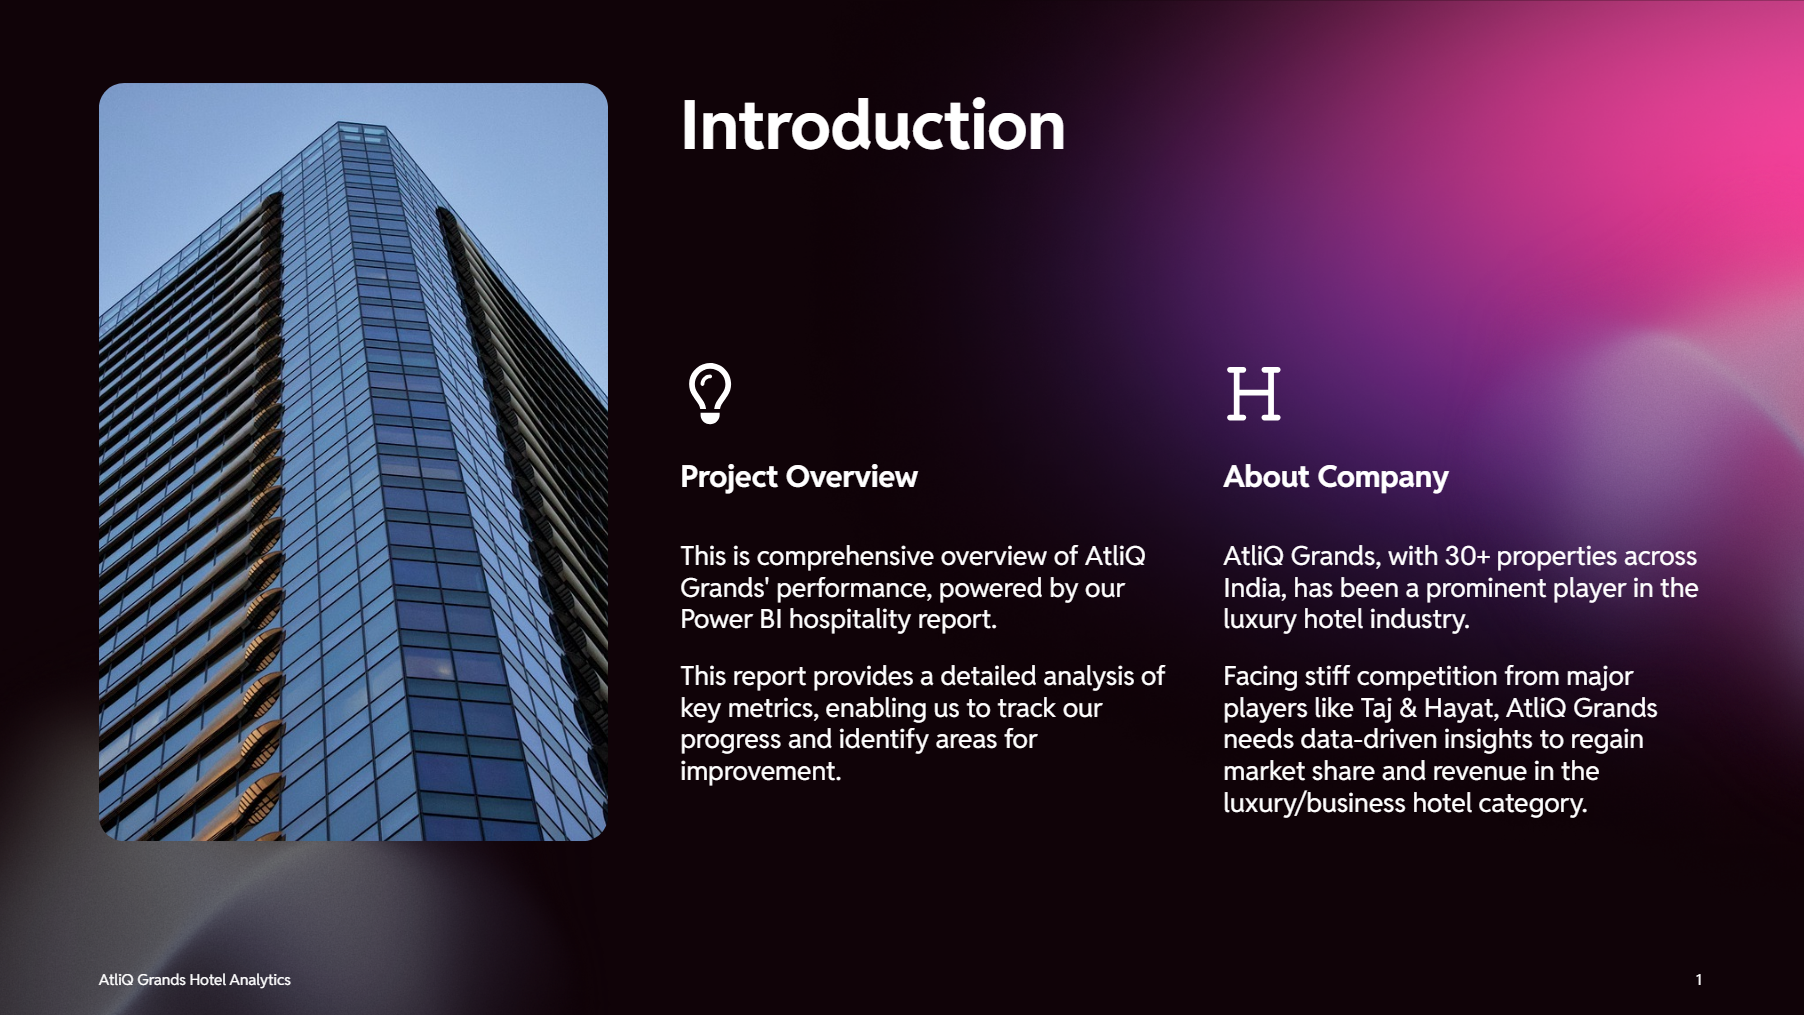 Introduction
H
Project Overview
This is comprehensive overview of AtliQ
Grands' performance, powered by our
Power BI hospitality report.
This report provides a detailed analysis of
key metrics, enabling us to track our
progress and identify areas for
improvement.
About Company
AtliQ Grands, with 30+ properties across
India, has been a prominent player in the
luxury hotel industry.
Facing stiff competition from major
players like Taj & Hayat, AtliQ Grands
needs data-driven insights to regain
market share and revenue in the
luxury/business hotel category.
AtliQ Grands Hotel Analytics
1